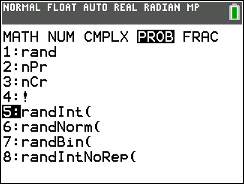 NORMAL FLOAT AUTO REAL RADIAN MP
MATH NUM CMPLX PROB FRAC
1:rand
2:nPr
3:nCr
4:!
5:randInt(
6:randNorm(
7:randBin(
8:randIntNoRep(